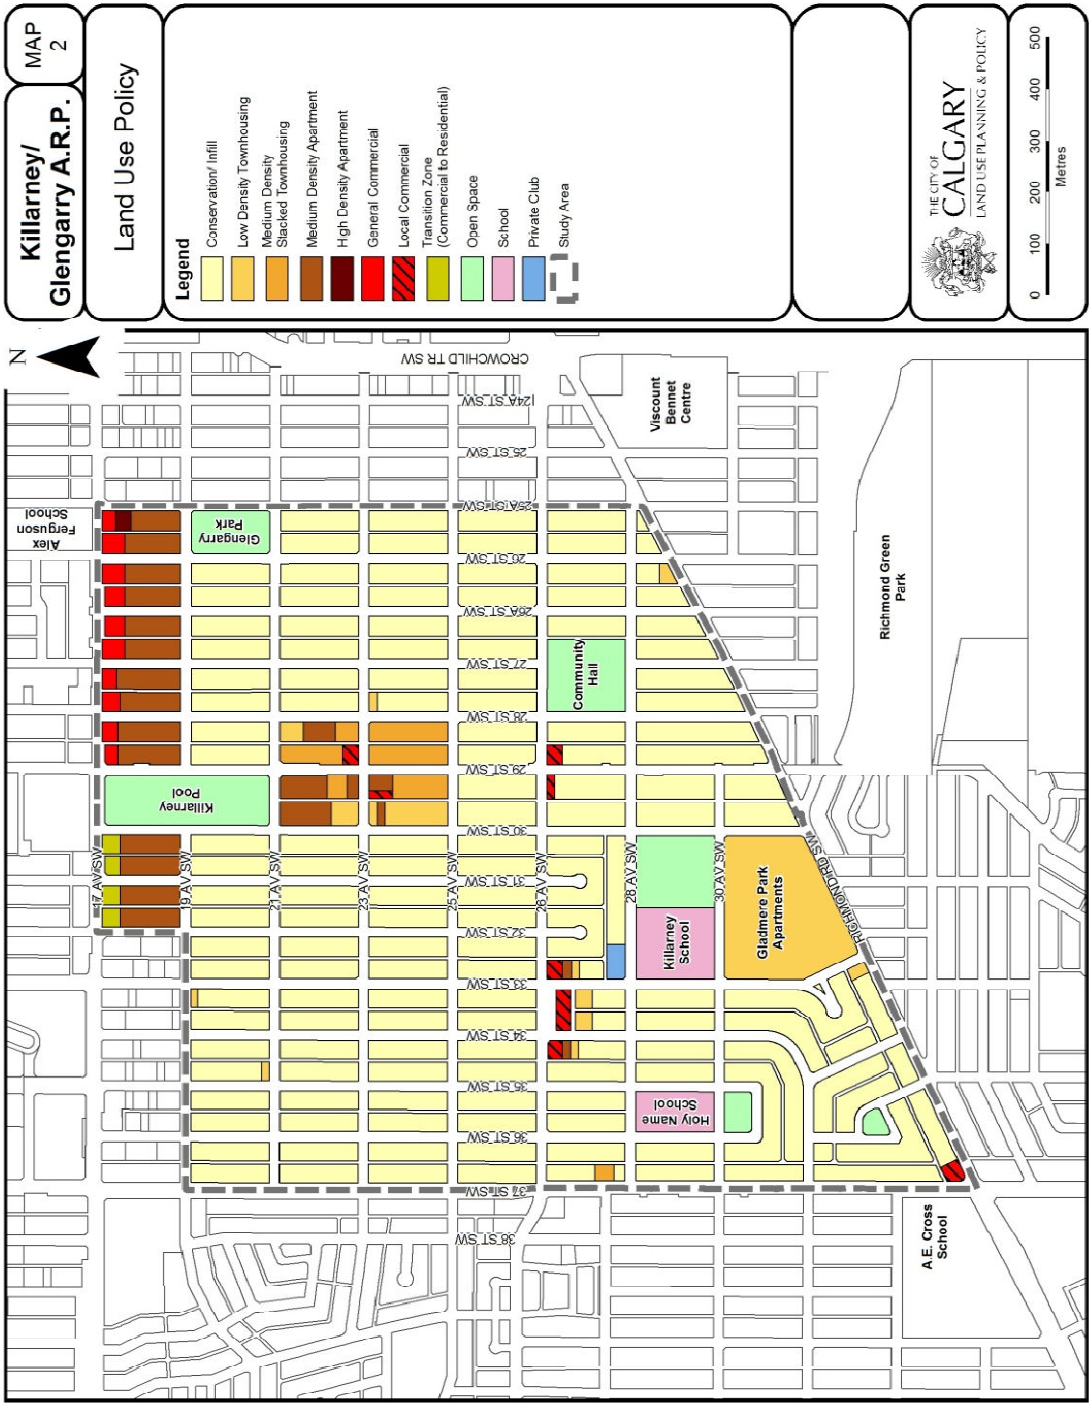 Killarney/
Glengarry A.R.P.
MAP
2
Land Use Policy
Legend
Conservation/ Infill
Low Density Townhousing
Medium Density
Stacked Townhousing
Medium Density Apartment
High Density Apartment
General Commercial
Local Commercial
Transition Zone
(Commercial to Residential)
Open Space
School
Private Club
Study Area
THE CITY OF
CALGARY
LAND USE PLANNING & POLICY
0 100 200 300 400 500
Metres
N
CROWCHILD TR SW
24A ST SW
25 ST SW
25A ST SW
26 ST SW
26A ST SW
27 ST SW
28 ST SW
29 ST SW
30 ST SW
31 ST SW
32 ST SW
33 ST SW
34 ST SW
35 ST SW
36 ST SW
37 ST SW
38 ST SW
17 AV SW
19 AV SW
21 AV SW
23 AV SW
25 AV SW
26 AV SW
28 AV SW
30 AV SW
RICHMOND RD SW
Alex
Ferguson
School
Glengarry
Park
Killarney
Pool
Viscount
Bennet
Centre
Community
Hall
Richmond Green
Park
Killarney
School
Gladmere Park
Apartments
Holy Name
School
A.E. Cross
School